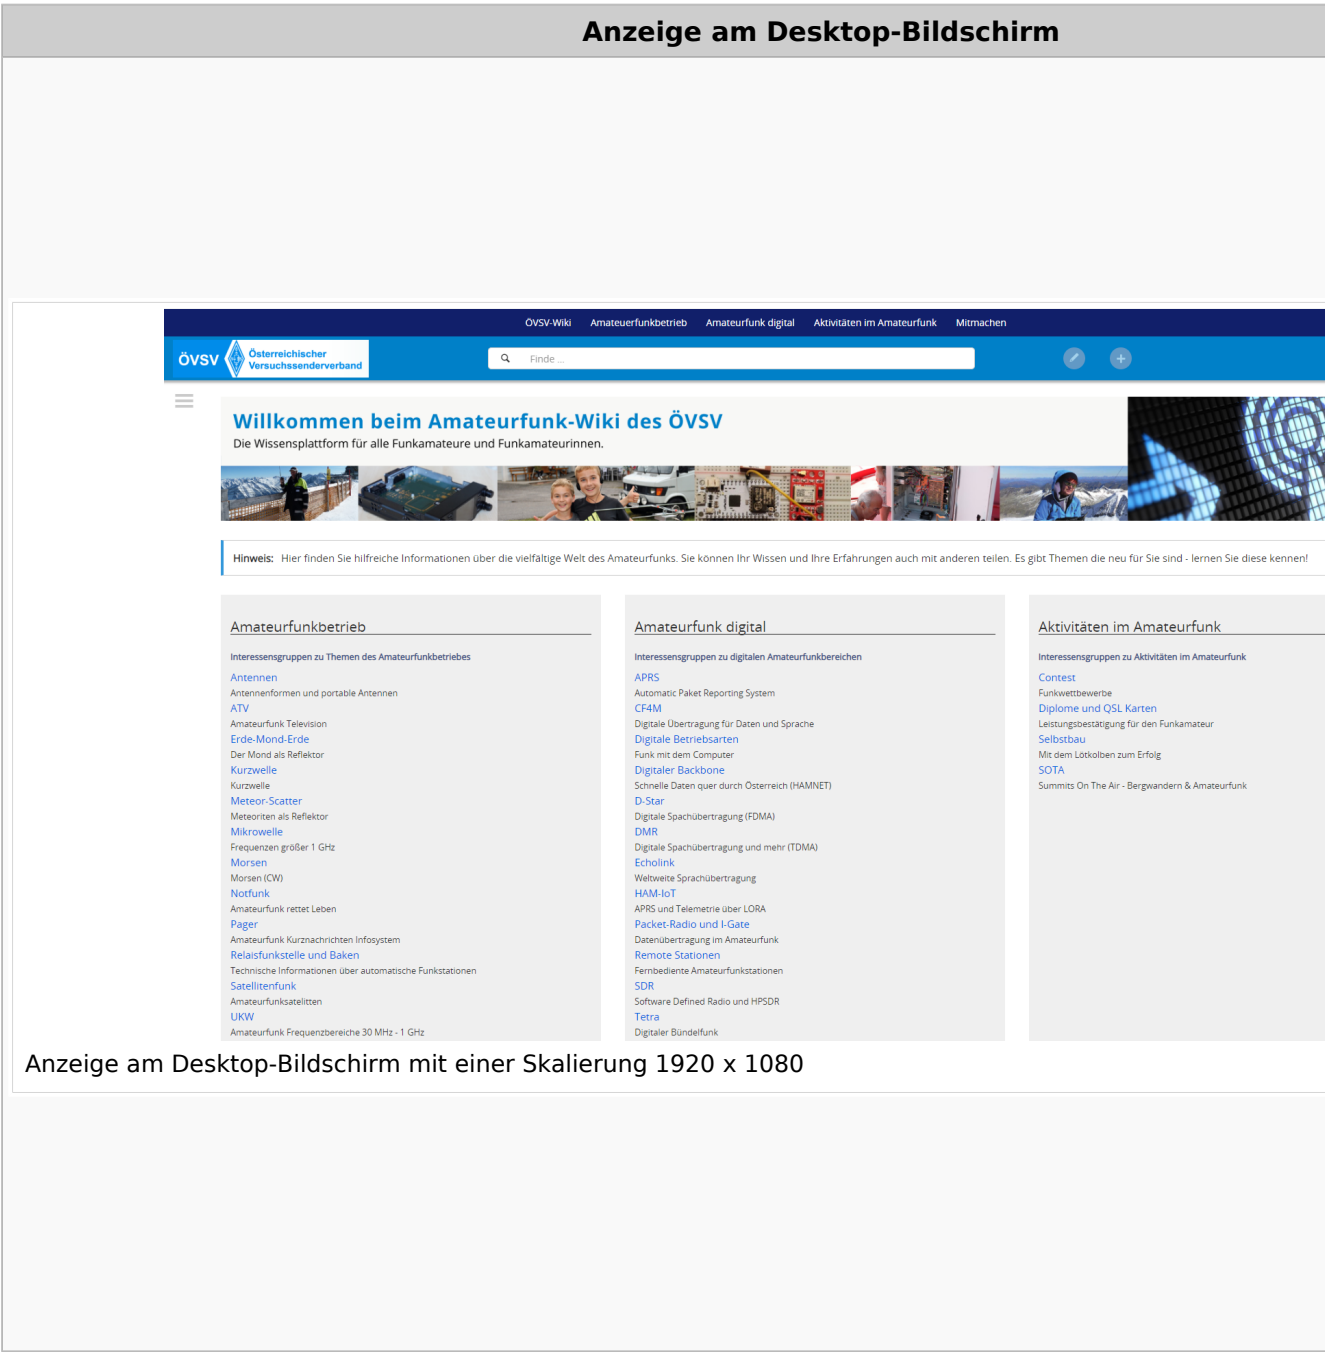 Anzeige am Desktop-Bildschirm
ÖVSV-Wiki Amateuerfunkbetrieb Amateurfunk digital Aktivitäten im Amateurfunk Mitmachen
ÖVSV Österreichischer
Versuchssenderverband
Finde ...
Willkommen beim Amateurfunk-Wiki des ÖVSV
Die Wissensplattform für alle Funkamateure und Funkamateurinnen.
Hinweis: Hier finden Sie hilfreiche Informationen über die vielfältige Welt des Amateurfunks. Sie können Ihr Wissen und Ihre Erfahrungen auch mit anderen teilen. Es gibt Themen die neu für Sie sind - lernen Sie diese kennen!
Amateurfunkbetrieb
Interessensgruppen zu Themen des Amateurfunkbetriebes
Antennen
Antennenformen und portable Antennen
ATV
Amateurfunk Television
Erde-Mond-Erde
Der Mond als Reflektor
Kurzwelle
Kurzwelle
Meteor-Scatter
Meteoriten als Reflektor
Mikrowelle
Frequenzen größer 1 GHz
Morsen
Morsen (CW)
Notfunk
Amateurfunk rettet Leben
Pager
Amateurfunk Kurznachrichten Infosystem
Relaisfunkstelle und Baken
Technische Informationen über automatische Funkstationen
Satellitenfunk
Amateurfunksatelitten
UKW
Amateurfunk Frequenzbereiche 30 MHz - 1 GHz
Amateurfunk digital
Interessensgruppen zu digitalen Amateurfunkbereichen
APRS
Automatic Paket Reporting System
CF4M
Digitale Übertragung für Daten und Sprache
Digitale Betriebsarten
Funk mit dem Computer
Digitaler Backbone
Schnelle Daten quer durch Österreich (HAMNET)
D-Star
Digitale Spachübertragung (FDMA)
DMR
Digitale Spachübertragung und mehr (TDMA)
Echolink
Weltweite Sprachübertragung
HAM-IoT
APRS und Telemetrie über LORA
Packet-Radio und I-Gate
Datenübertragung im Amateurfunk
Remote Stationen
Fernbediente Amateurfunkstationen
SDR
Software Defined Radio und HPSDR
Tetra
Digitaler Bündelfunk
Aktivitäten im Amateurfunk
Interessensgruppen zu Aktivitäten im Amateurfunk
Contest
Funkwettbewerbe
Diplome und QSL Karten
Leistungsbestätigung für den Funkamateur
Selbstbau
Mit dem Lötkolben zum Erfolg
SOTA
Summits On The Air - Bergwandern & Amateurfunk
Anzeige am Desktop-Bildschirm mit einer Skalierung 1920 x 1080